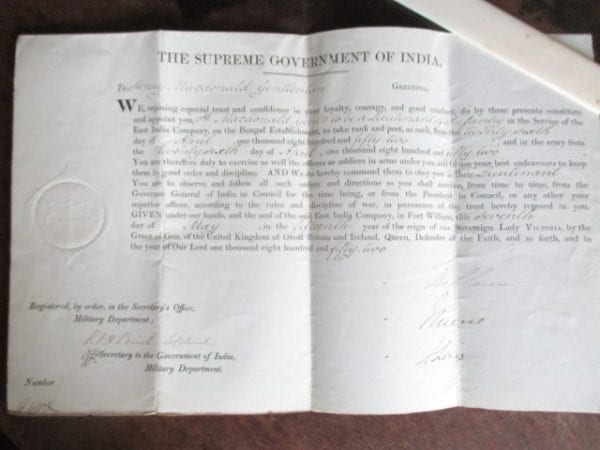 THE SUPREME GOVERNMENT OF INDIA.
To Henry Macdonald Gentleman GREETING.
WE, reposing especial trust and confidence in your loyalty, courage, and good conduct, do by these presents constitute
and appoint you, H. Macdonald Gent. to be a Lieutenant of Infantry in the Service of the
East India Company, on the Bengal Establishment, to take rank and post, as such, from the twenty sixth
day of April one thousand eight hundred and fifty two and in the army from
twenty sixth day of April one thousand eight hundred and fifty two
You are therefore duly to exercise as well the officers as soldiers in arms under you, and to use your best endeavours to keep
them in good order and discipline. AND We do hereby command them to obey you as their Lieutenant
You are to observe and follow all such orders and directions as you shall receive, from time to time, from the
Governor General of India in Council for the time being, or from the President in Council, or any other your
superior officer, according to the rules and discipline of war, in pursuance of the trust hereby reposed in you.
GIVEN under our hands, and the seal of the said East India Company, in Fort William, this seventh
day of May in the fifteenth year of the reign of our Sovereign Lady VICTORIA, by the
Grace of GOD, of the United Kingdom of Great Britain and Ireland, Queen, Defender of the Faith, and so forth, and in
the year of Our Lord one thousand eight hundred and fifty two
Registered, by order, in the Secretary's Office,
Military Department;
Offg Secretary to the Government of India,
Military Department.
Number